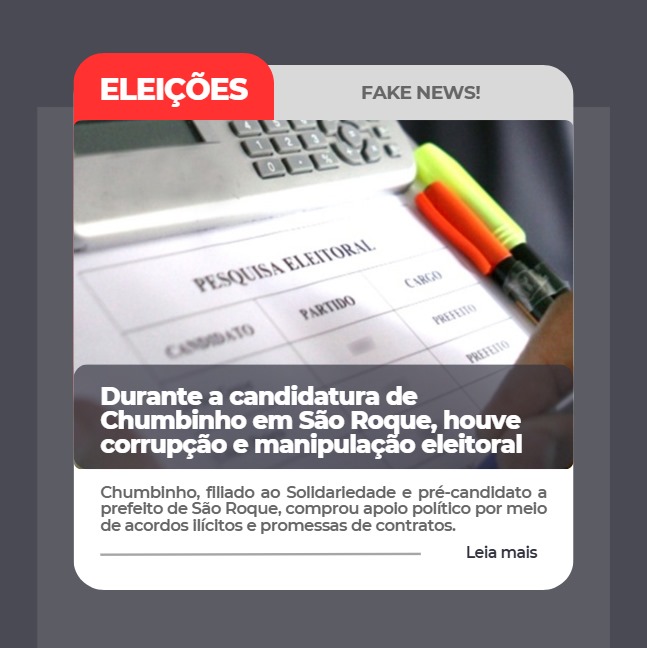 ELEIÇÕES
FAKE NEWS!
PESQUISA ELEITORAL
CANDIDATO
PARTIDO
CARGO
PREFEITO
PREFEITO
Durante a candidatura de
Chumbinho em São Roque, houve
corrupção e manipulação eleitoral
Chumbinho, filiado ao Solidariedade e pré-candidato a
prefeito de São Roque, comprou apoio político por meio
de acordos ilícitos e promessas de contratos.
Leia mais